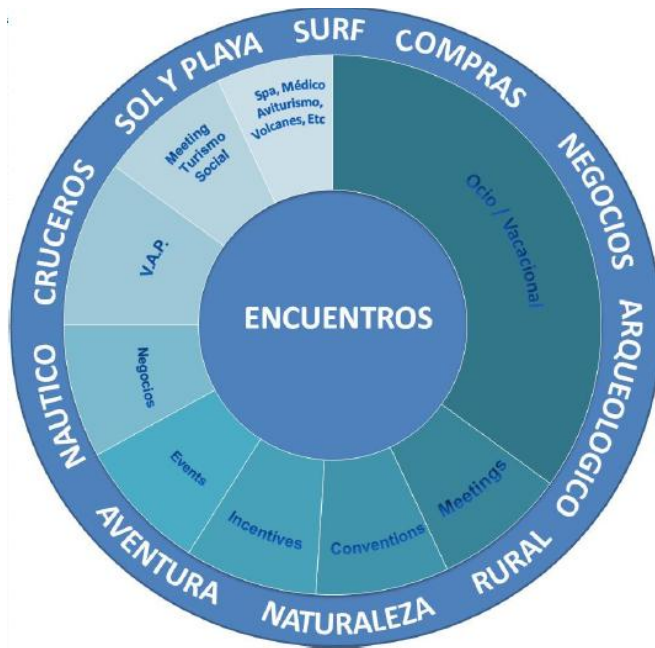 SURF
COMPRAS
NEGOCIOS
ARQUEOLOGICO
RURAL
NATURALEZA
AVENTURA
NAUTICO
CRUCEROS
SOL Y PLAYA
Ocio / Vacacional
Meetings
Conventions
Incentives
Events
Negocios
V.A.P.
Meeting
Turismo
Social
Spa, Médico
Aviturismo,
Volcanes, Etc
ENCUENTROS